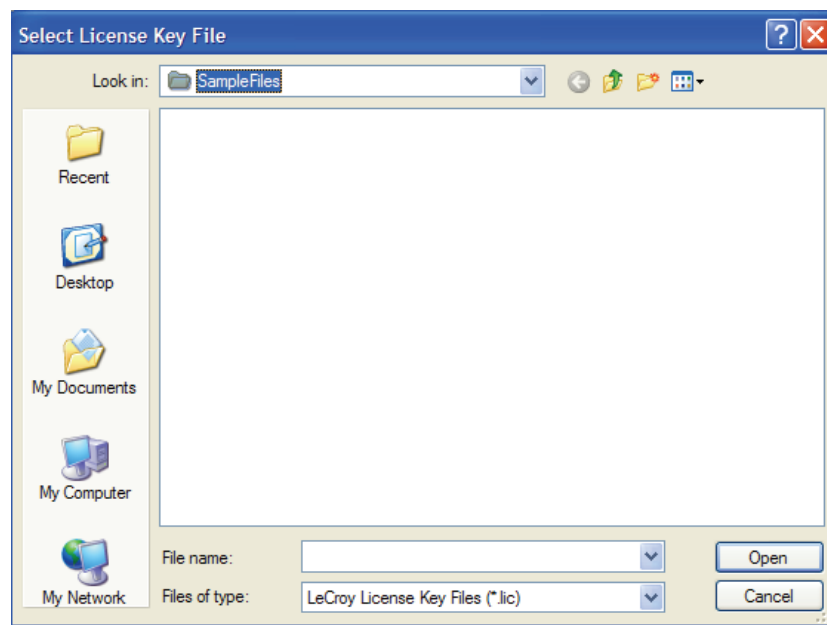 Select License Key File
Look in: SampleFiles
Recent
Desktop
My Documents
My Computer
My Network
File name:
Open
Files of type: LeCroy License Key Files (*.lic)
Cancel